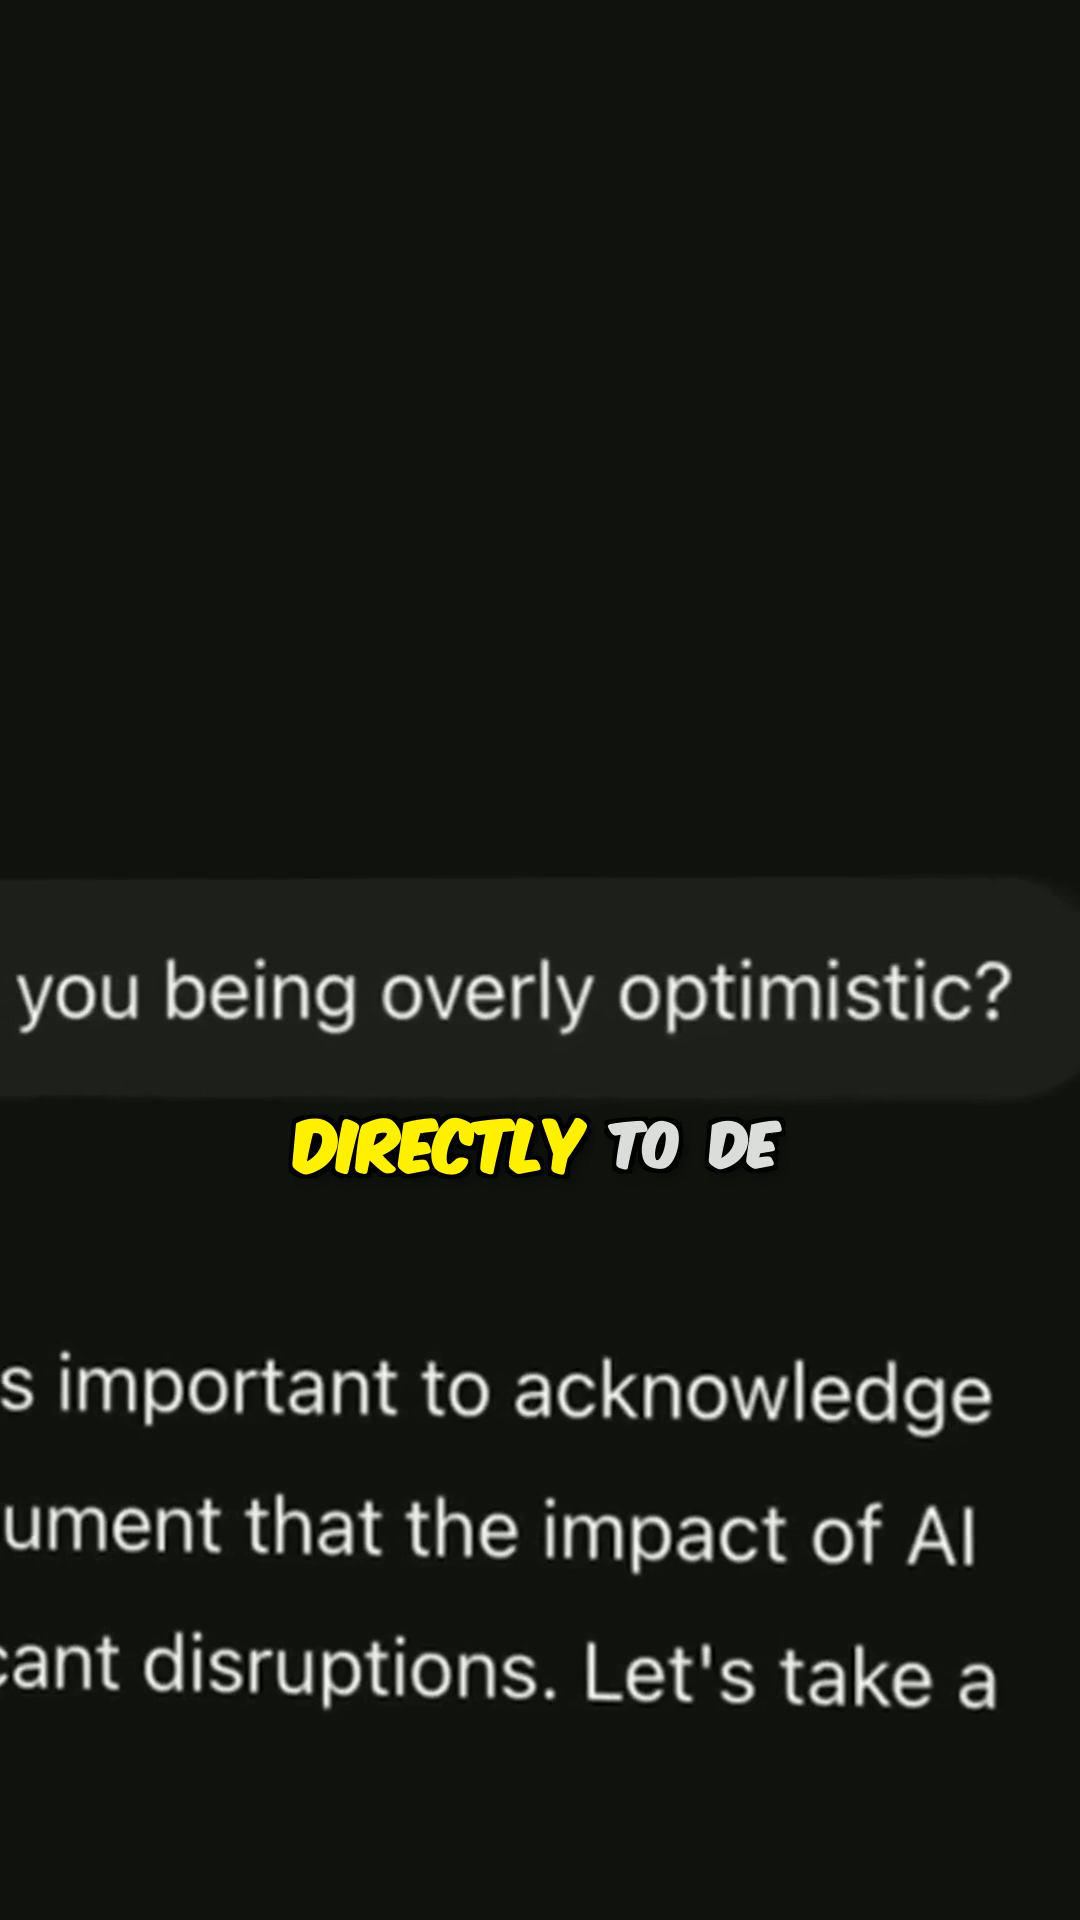 you being overly optimistic?
DIRECTLY TO DE
s important to acknowledge
ument that the impact of AI
cant disruptions. Let's take a